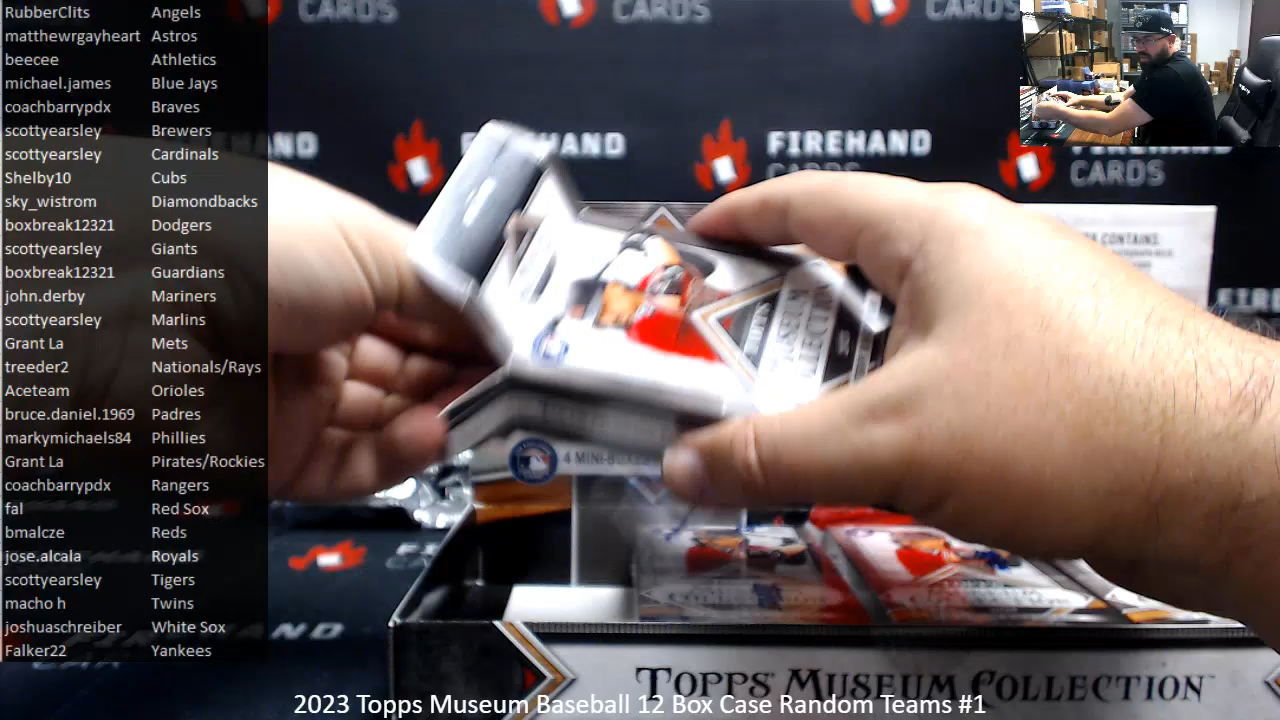 RubberClits Angels
matthewrgayheart Astros
beecee Athletics
michael.james Blue Jays
coachbarrypdx Braves
scottyearsley Brewers
scottyearsley Cardinals
Shelby10 Cubs
sky_wistrom Diamondbacks
boxbreak12321 Dodgers
scottyearsley Giants
boxbreak12321 Guardians
john.derby Mariners
scottyearsley Marlins
Grant La Mets
treeder2 Nationals/Rays
Aceteam Orioles
bruce.daniel.1969 Padres
markymichaels84 Phillies
Grant La Pirates/Rockies
coachbarrypdx Rangers
fal Red Sox
bmalcze Reds
jose.alcala Royals
scottyearsley Tigers
macho h Twins
joshuaschreiber White Sox
Falker22 Yankees
CARDS
CARDS
CARDS
FIREHAND
CARDS
CARDS
CONTAINS
MUSEUM
COLLECTION
4 MINI-BOXES
TOPPS MUSEUM COLLECTION
2023 Topps Museum Baseball 12 Box Case Random Teams #1